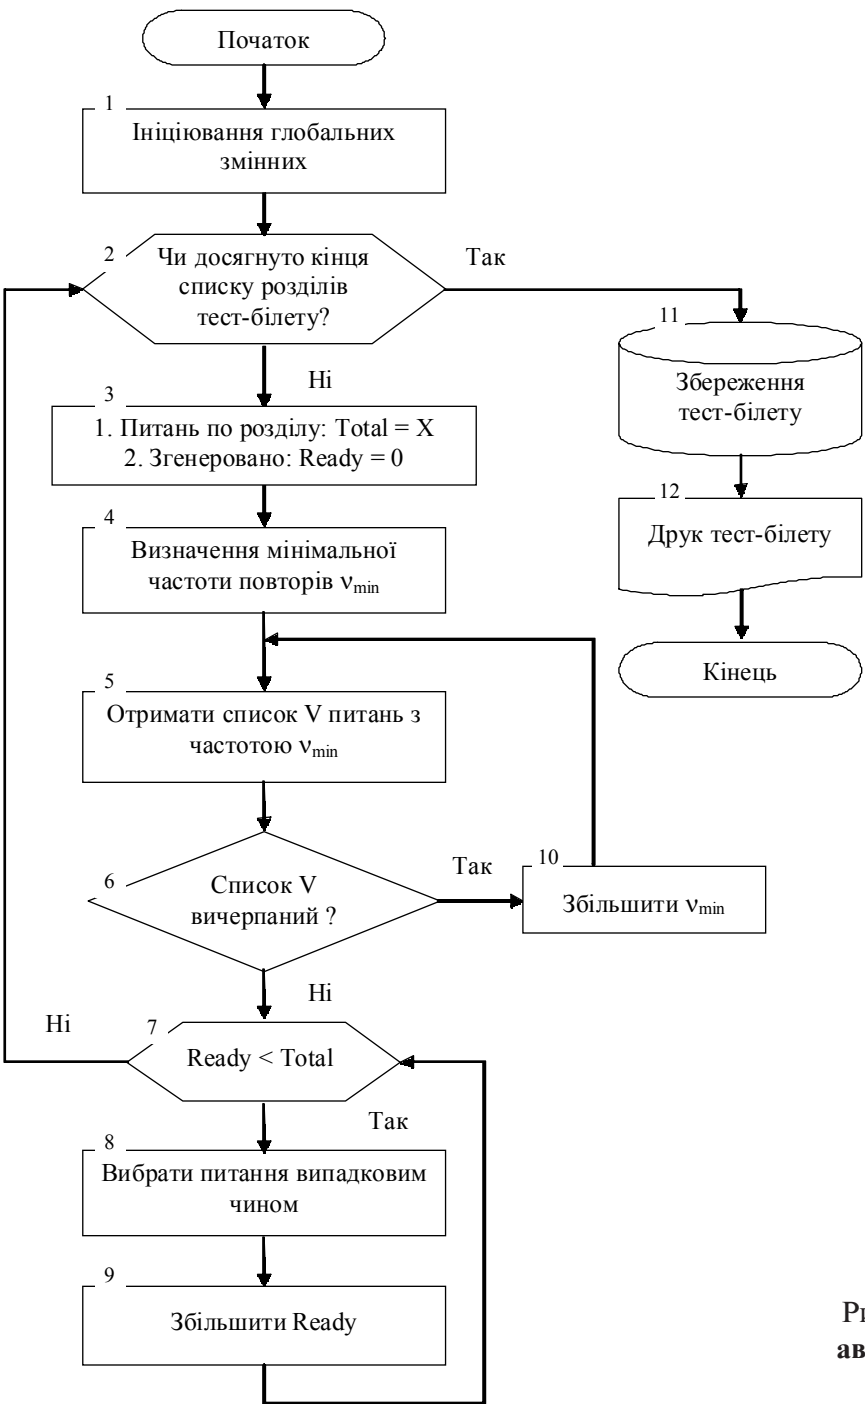 Початок
1
Ініціювання глобальних
змінних
2
Чи досягнуто кінця
списку розділів
тест-білету?
Так
Ні
3
1. Питань по розділу: Total = X
2. Згенеровано: Ready = 0
4
Визначення мінімальної
частоти повторів νmin
5
Отримати список V питань з
частотою νmin
6
Список V
вичерпаний ?
Так
10
Збільшити νmin
Ні
7
Ready < Total
Ні
Так
8
Вибрати питання випадковим
чином
9
Збільшити Ready
11
Збереження
тест-білету
12
Друк тест-білету
Кінець
ав